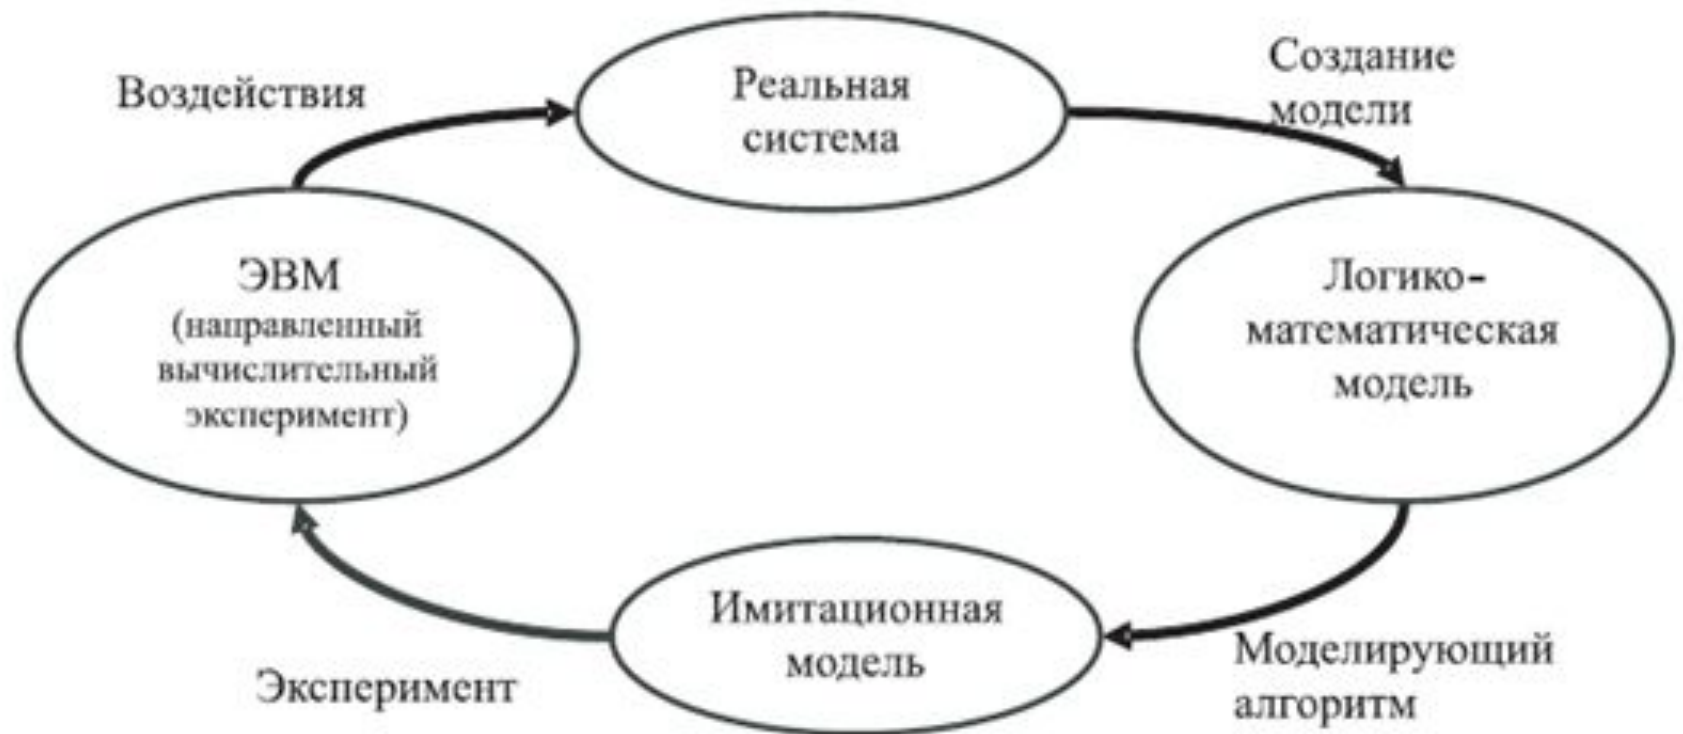 Воздействия
Реальная
система
Создание
модели
ЭВМ
(направленный
вычислительный
эксперимент)
Логико-
математическая
модель
Имитационная
модель
Эксперимент
Моделирующий
алгоритм